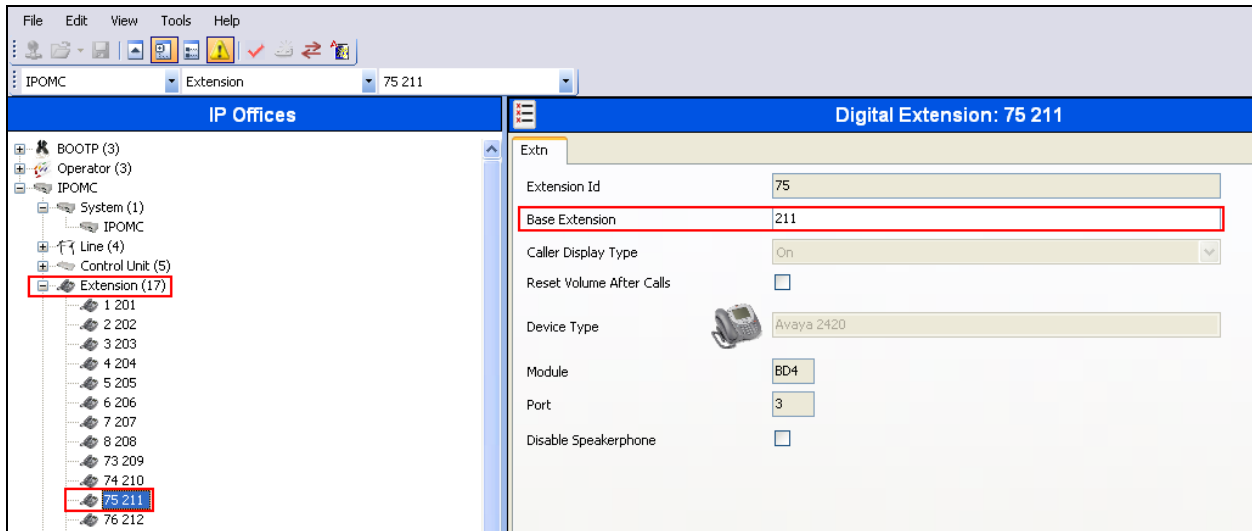 File Edit View Tools Help
IPOMC Extension 75 211
IP Offices
BOOTP (3)
Operator (3)
IPOMC
System (1)
IPOMC
Line (4)
Control Unit (5)
Extension (17)
1 201
2 202
3 203
4 204
5 205
6 206
7 207
8 208
73 209
74 210
75 211
76 212
Digital Extension: 75 211
Extn
Extension Id 75
Base Extension 211
Caller Display Type On
Reset Volume After Calls
Device Type Avaya 2420
Module BD4
Port 3
Disable Speakerphone